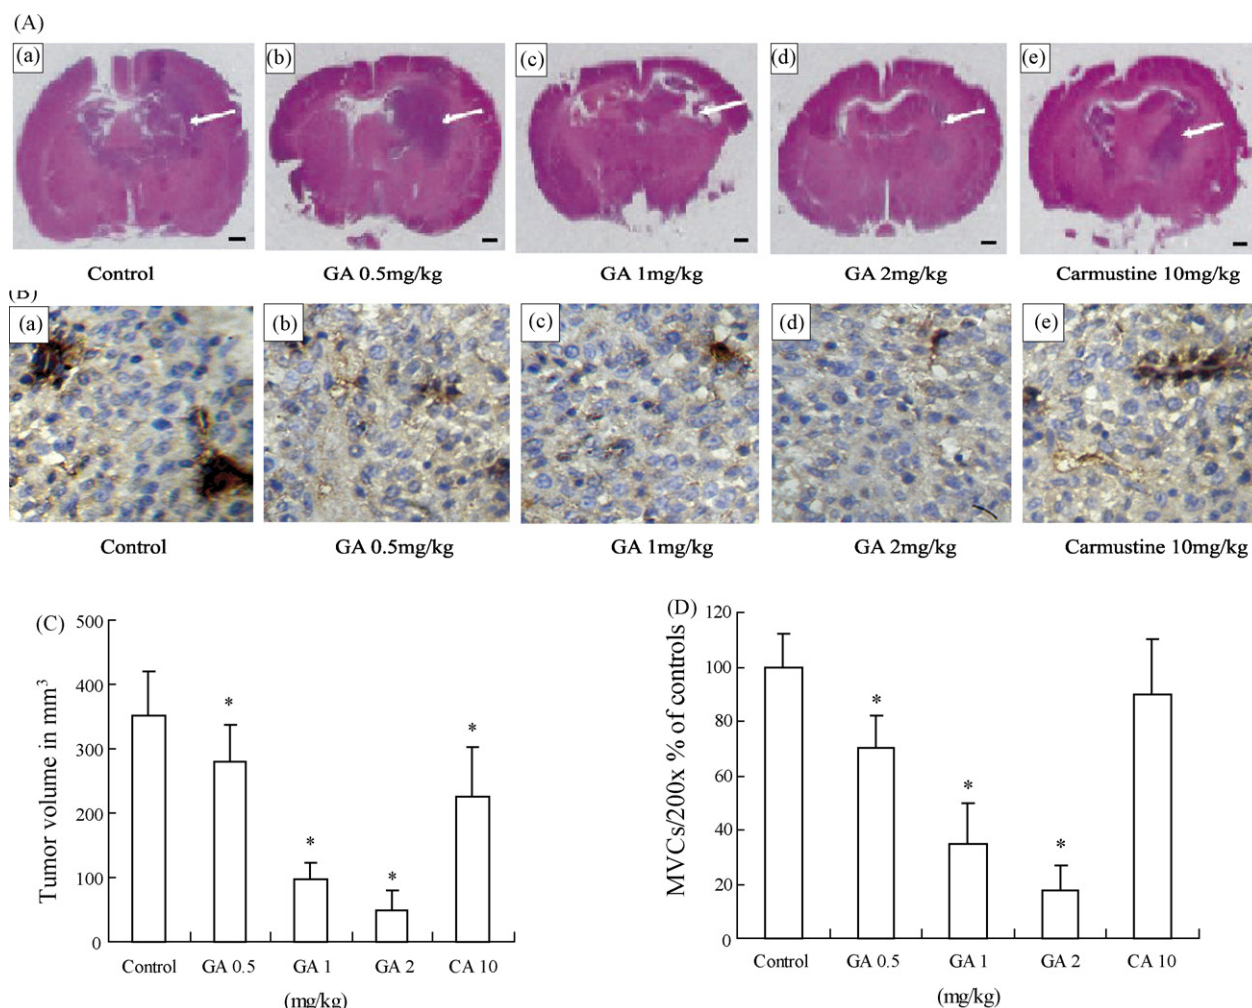 (A)
(a) (b) (c) (d) (e)
Control GA 0.5mg/kg GA 1mg/kg GA 2mg/kg Carmustine 10mg/kg
(B)
(a) (b) (c) (d) (e)
Control GA 0.5mg/kg GA 1mg/kg GA 2mg/kg Carmustine 10mg/kg
(C)
Tumor volume in mm³
500
400
300
200
100
0
* * * *
Control GA 0.5 GA 1 GA 2 CA 10
(mg/kg)
(D)
MVCs/200x % of controls
120
100
80
60
40
20
0
* * *
Control GA 0.5 GA 1 GA 2 CA 10
(mg/kg)